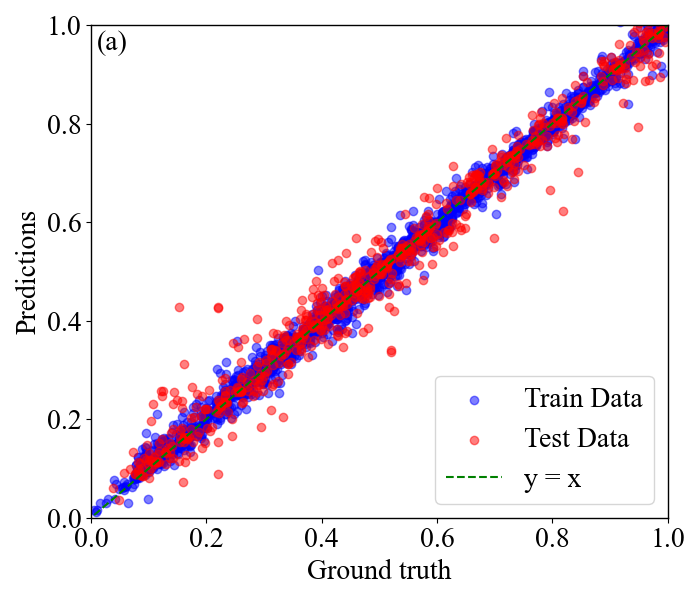 (a)
1.0
0.8
0.6
0.4
0.2
0.0
Predictions
Train Data
Test Data
y = x
0.0 0.2 0.4 0.6 0.8 1.0
Ground truth